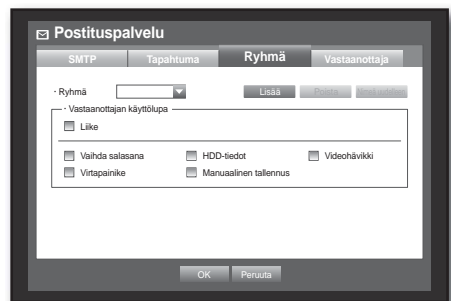 Postituspalvelu
SMTP Tapahtuma Ryhmä Vastaanottaja
· Ryhmä Lisää Poista
· Vastaanottajan käyttölupa
Liike
Vaihda salasana HDD-tiedot Videohävikki
Virtapainike Manuaalinen tallennus
OK Peruuta